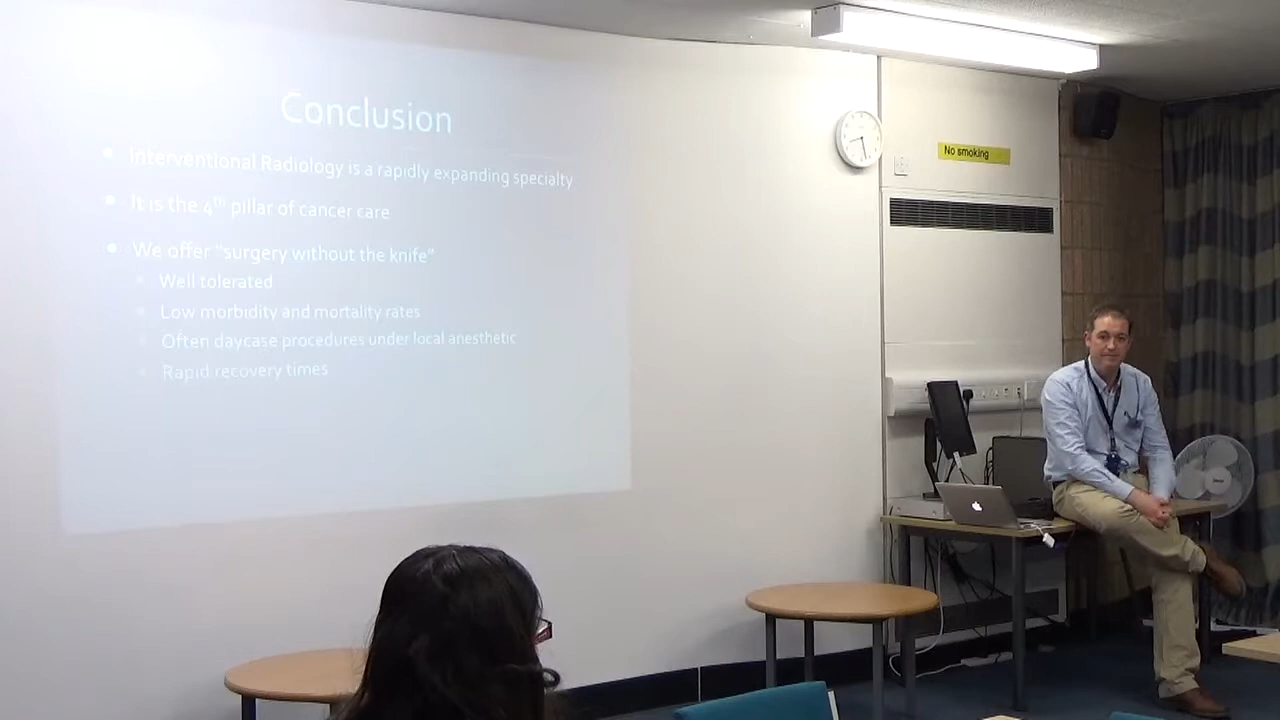 Conclusion
Interventional Radiology is a rapidly expanding specialty
It is the 4th pillar of cancer care
We offer "surgery without the knife"
Well tolerated
Low morbidity and mortality rates
Often daycase procedures under local anesthetic
Rapid recovery times
No smoking